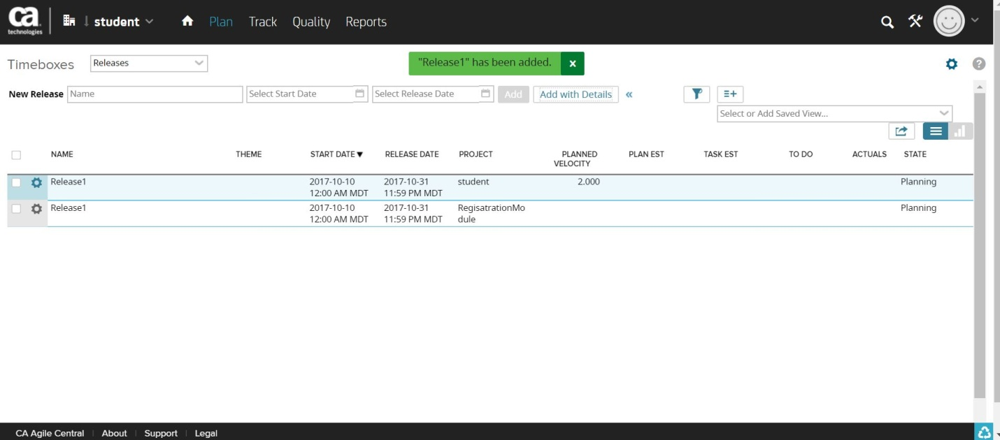 ca
technologies
student
Plan Track Quality Reports
Timeboxes Releases
"Release1" has been added. x
?
New Release Name Select Start Date Select Release Date Add Add with Details «
Select or Add Saved View...
NAME THEME START DATE ▼ RELEASE DATE PROJECT PLANNED PLAN EST TASK EST TO DO ACTUALS STATE
VELOCITY
Release1 2017-10-10 2017-10-31 student 2.000 Planning
12:00 AM MDT 11:59 PM MDT
Release1 2017-10-10 2017-10-31 RegisatrationMo Planning
12:00 AM MDT 11:59 PM MDT dule
CA Agile Central About Support Legal